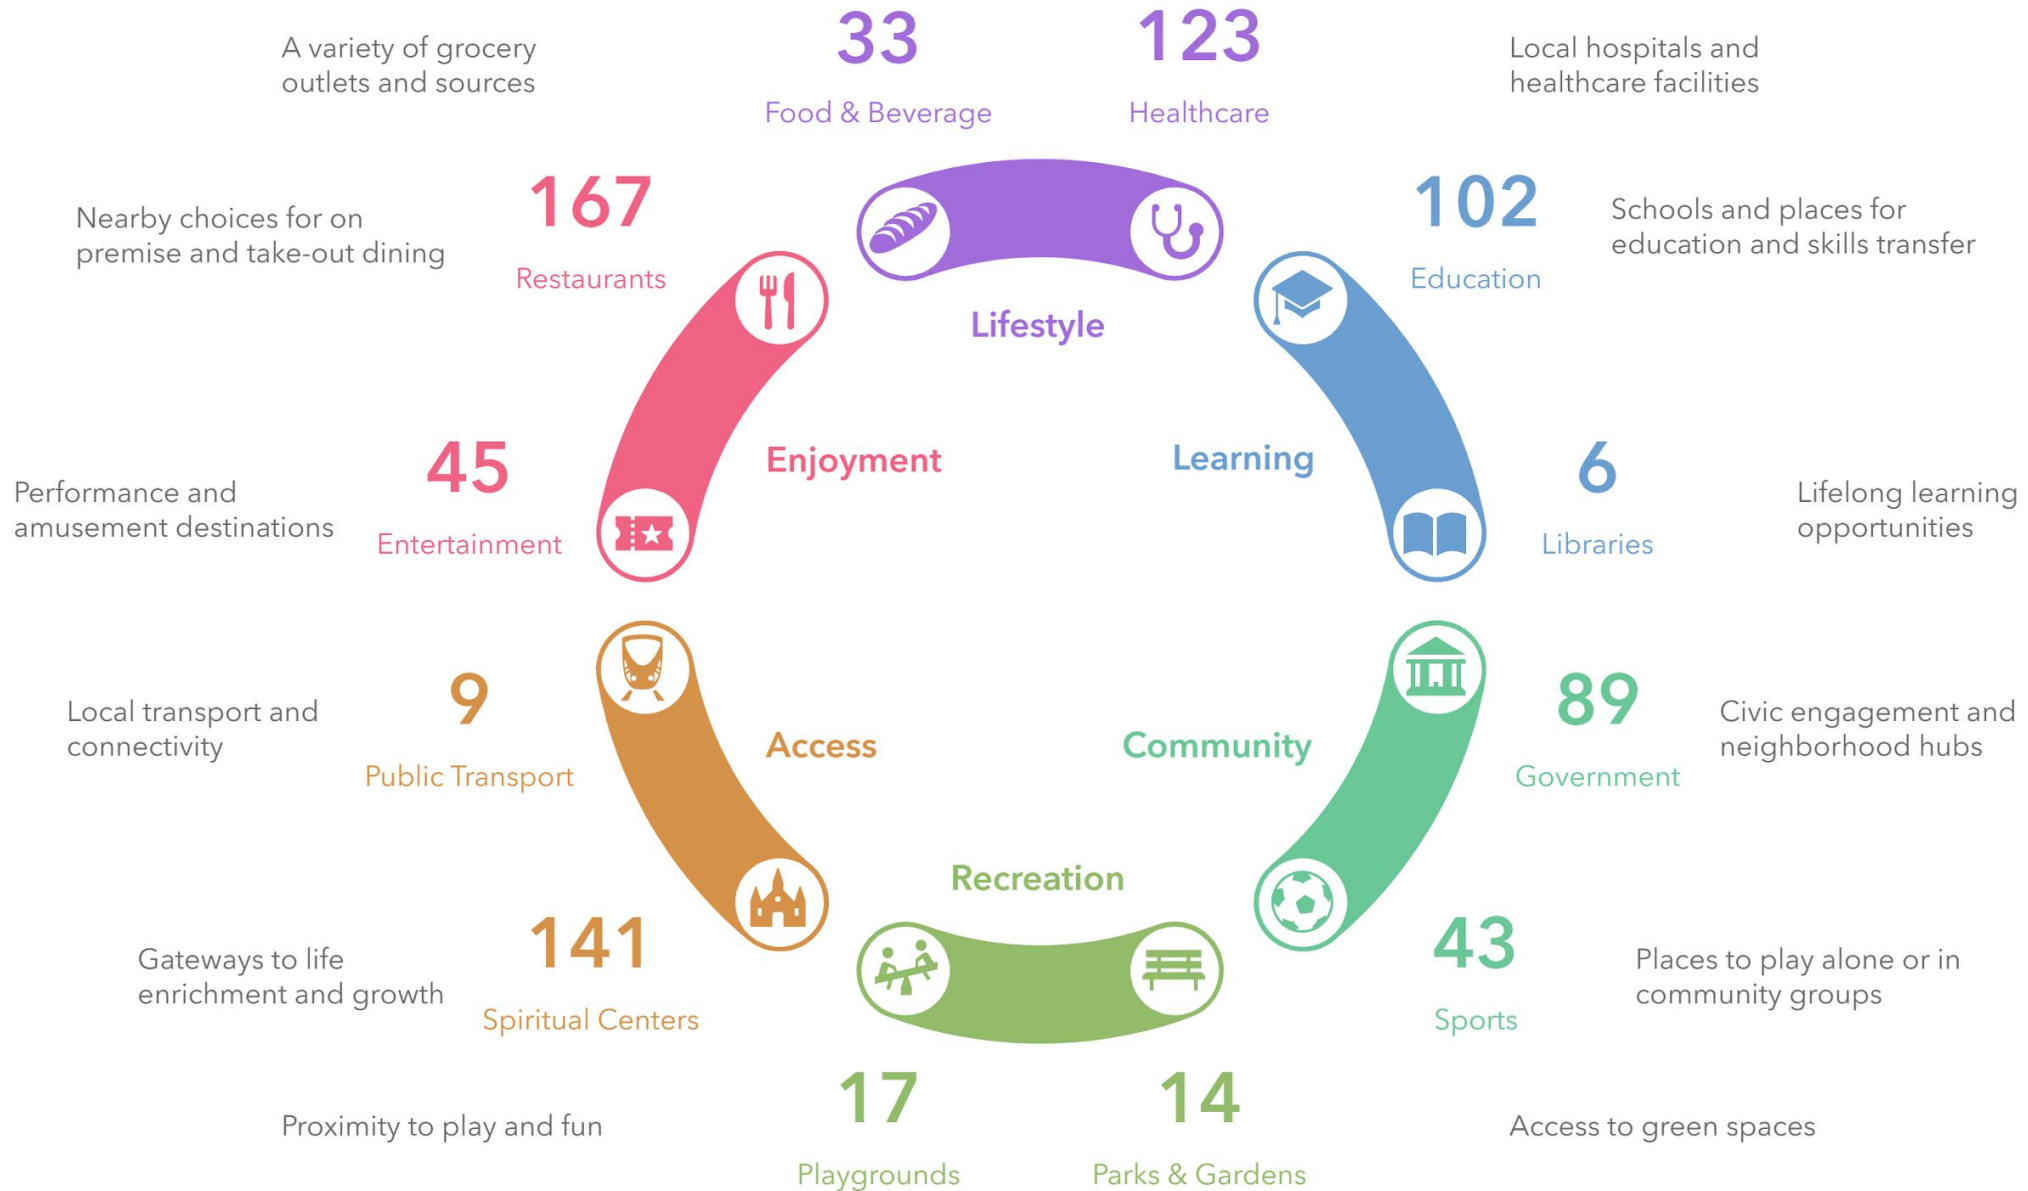 33
123
A variety of grocery
outlets and sources
Food & Beverage
Healthcare
Local hospitals and
healthcare facilities
Nearby choices for on
premise and take-out dining
167
Restaurants
102
Education
Schools and places for
education and skills transfer
Lifestyle
Performance and
amusement destinations
45
Entertainment
Enjoyment
Learning
6
Libraries
Lifelong learning
opportunities
Local transport and
connectivity
9
Public Transport
Access
Community
89
Government
Civic engagement and
neighborhood hubs
Gateways to life
enrichment and growth
141
Spiritual Centers
Recreation
43
Sports
Places to play alone or in
community groups
Proximity to play and fun
17
Playgrounds
14
Parks & Gardens
Access to green spaces